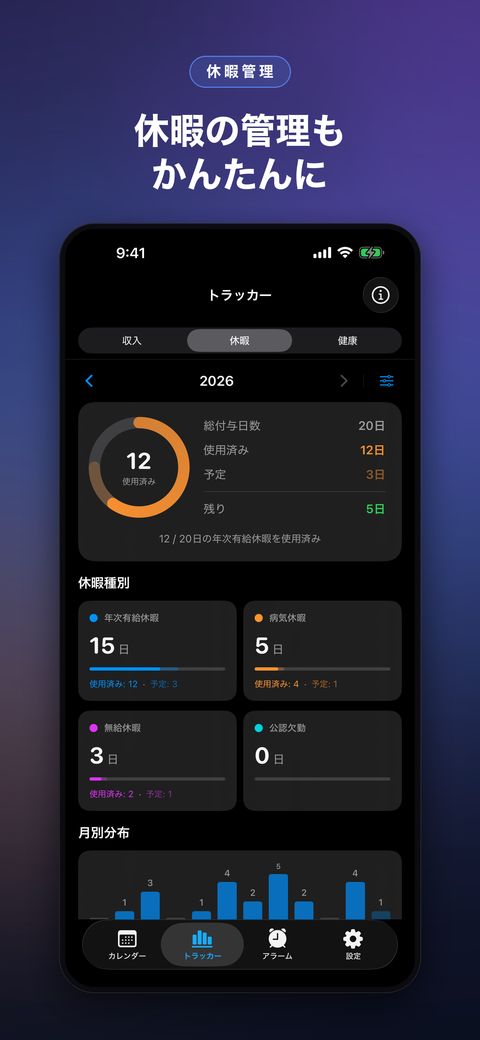 休暇管理
休暇の管理も
かんたんに
9:41
トラッカー
収入
休暇
健康
2026
12
使用済み
総付与日数
20日
使用済み
12日
予定
3日
残り
5日
12 / 20日の年次有給休暇を使用済み
休暇種別
年次有給休暇
15 日
使用済み: 12 ・ 予定: 3
病気休暇
5 日
使用済み: 4 ・ 予定: 1
無給休暇
3 日
使用済み: 2 ・ 予定: 1
公認欠勤
0 日
月別分布
1
3
1
4
2
5
2
4
1
カレンダー
トラッカー
アラーム
設定